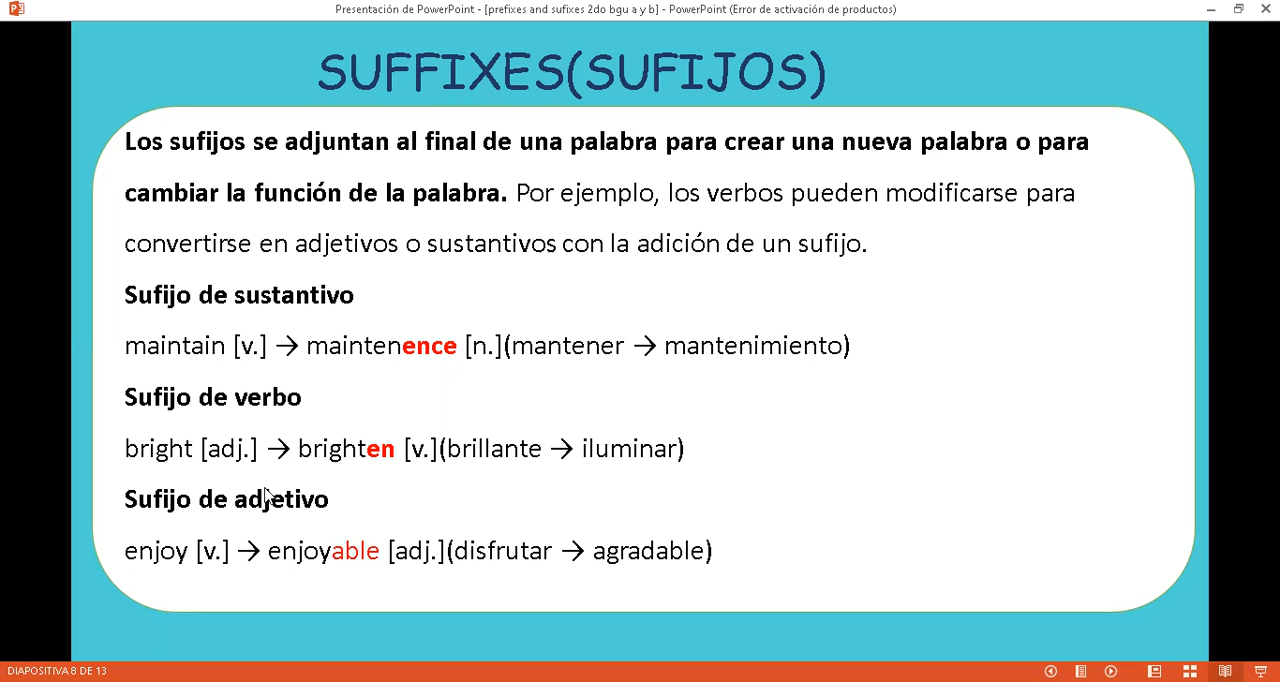 Presentación de PowerPoint - [prefixes and sufixes 2do bgu a y b] - PowerPoint (Error de activación de productos)
SUFFIXES(SUFIJOS)
Los sufijos se adjuntan al final de una palabra para crear una nueva palabra o para
cambiar la función de la palabra. Por ejemplo, los verbos pueden modificarse para
convertirse en adjetivos o sustantivos con la adición de un sufijo.
Sufijo de sustantivo
maintain [v.] → maintenence [n.](mantener → mantenimiento)
Sufijo de verbo
bright [adj.] → brighten [v.](brillante → iluminar)
Sufijo de adjetivo
enjoy [v.] → enjoyable [adj.](disfrutar → agradable)
DIAPOSITIVA 8 DE 13